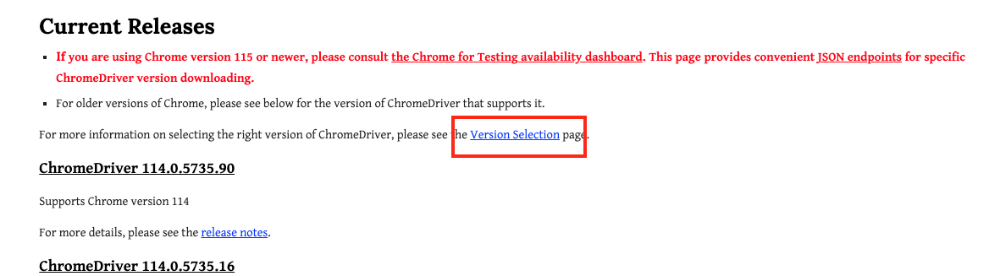 Current Releases
If you are using Chrome version 115 or newer, please consult the Chrome for Testing availability dashboard. This page provides convenient JSON endpoints for specific
ChromeDriver version downloading.
For older versions of Chrome, please see below for the version of ChromeDriver that supports it.
For more information on selecting the right version of ChromeDriver, please see the Version Selection page.
ChromeDriver 114.0.5735.90
Supports Chrome version 114
For more details, please see the release notes.
ChromeDriver 114.0.5735.16